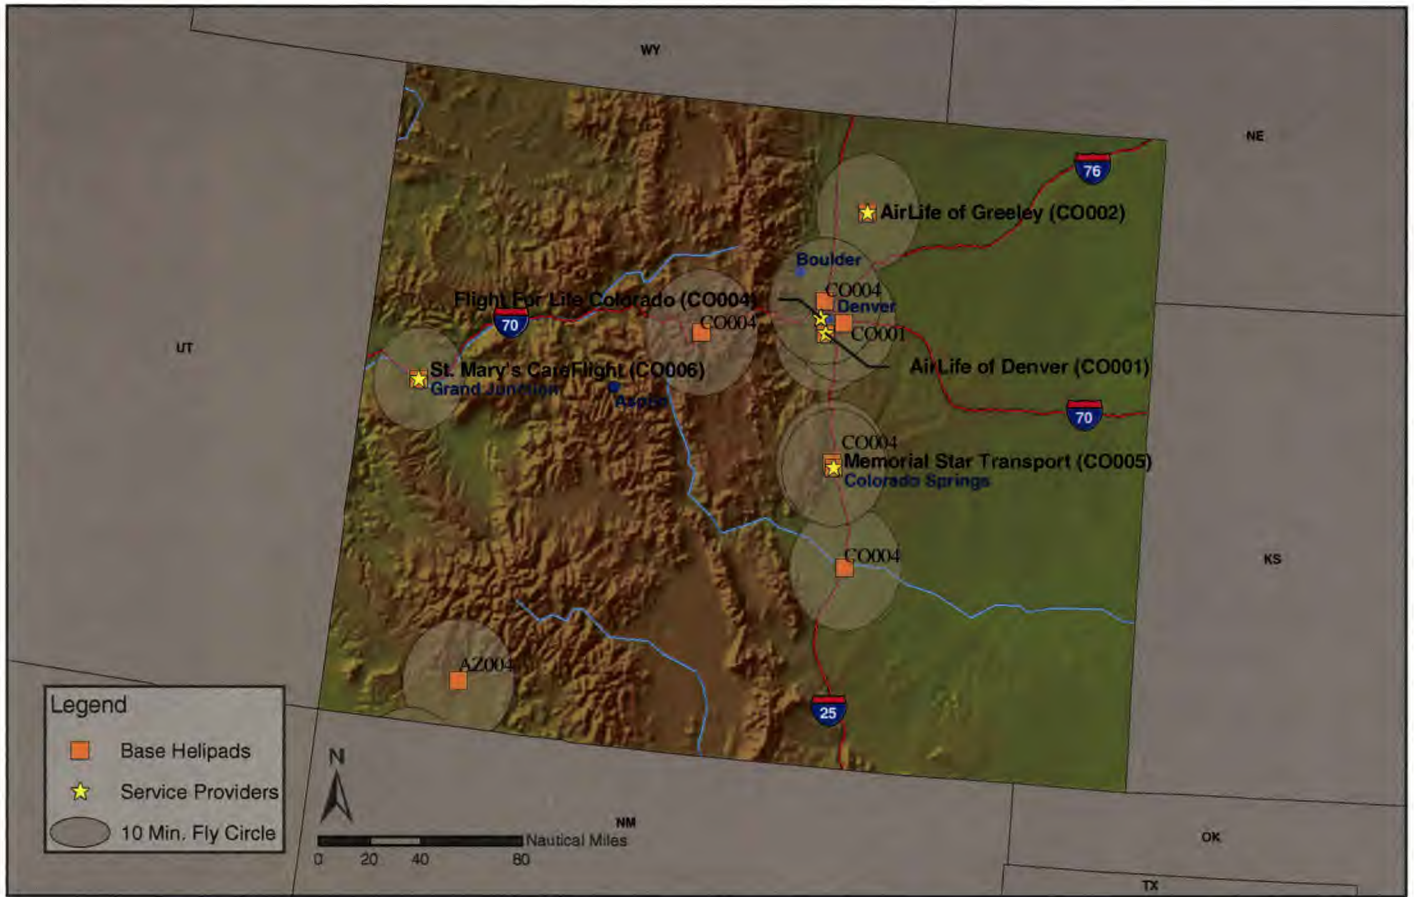 WY
NE
76
AirLife of Greeley (CO002)
Boulder
CO004
Flight For Life Colorado (CO004)
Denver
70
CO004
CO001
UT
St. Mary's CareFlight (CO006)
AirLife of Denver (CO001)
Grand Junction
Aspen
70
CO004
Memorial Star Transport (CO005)
Colorado Springs
CO004
KS
AZ004
25
Legend
Base Helipads
Service Providers
10 Min. Fly Circle
N
NM
Nautical Miles
0 20 40 80
OK
TX